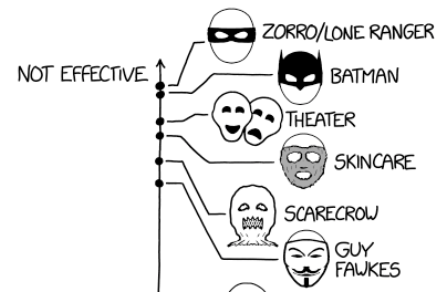 ZORRO/LONE RANGER
NOT EFFECTIVE
BATMAN
THEATER
SKINCARE
SCARECROW
GUY
FAWKES